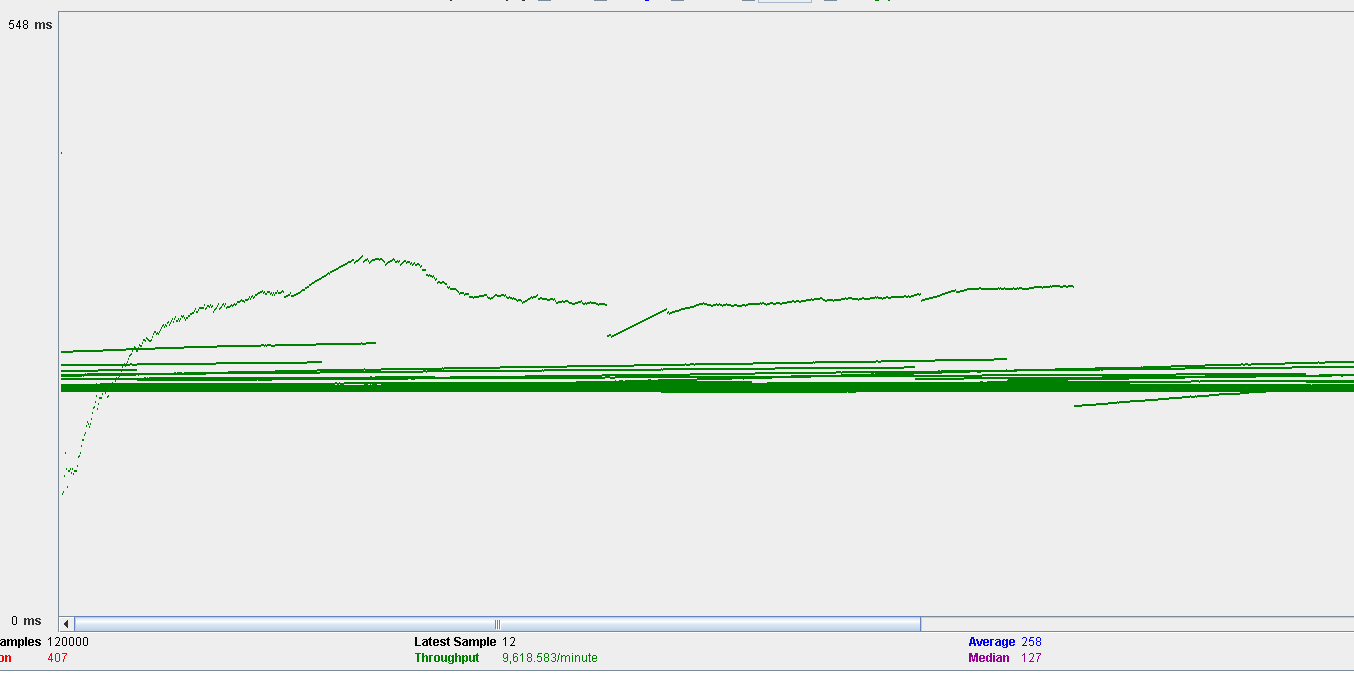 548 ms
0 ms
amples 120000 Latest Sample 12 Average 258
on 407 Throughput 9,618.583/minute Median 127